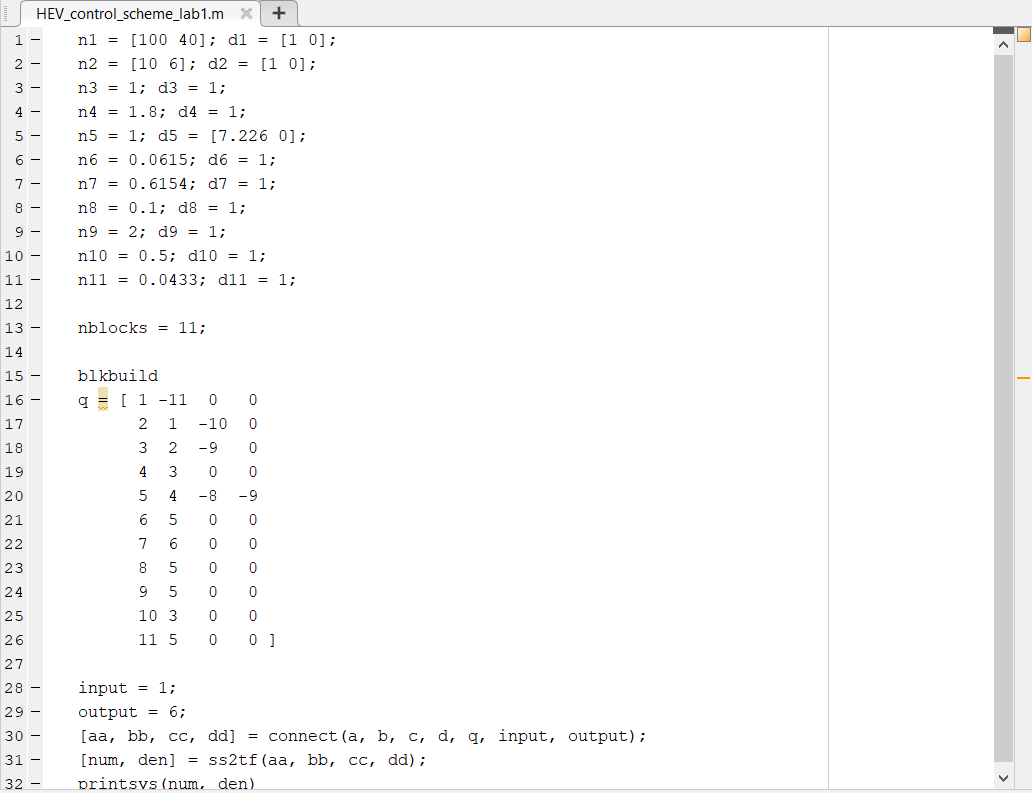 HEV_control_scheme_lab1.m
1 n1 = [100 40]; d1 = [1 0];
2 n2 = [10 6]; d2 = [1 0];
3 n3 = 1; d3 = 1;
4 n4 = 1.8; d4 = 1;
5 n5 = 1; d5 = [7.226 0];
6 n6 = 0.0615; d6 = 1;
7 n7 = 0.6154; d7 = 1;
8 n8 = 0.1; d8 = 1;
9 n9 = 2; d9 = 1;
10 n10 = 0.5; d10 = 1;
11 n11 = 0.0433; d11 = 1;
12
13 nblocks = 11;
14
15 blkbuild
16 q = [ 1 -11 0 0
17 2 1 -10 0
18 3 2 -9 0
19 4 3 0 0
20 5 4 -8 -9
21 6 5 0 0
22 7 6 0 0
23 8 5 0 0
24 9 5 0 0
25 10 3 0 0
26 11 5 0 0 ]
27
28 input = 1;
29 output = 6;
30 [aa, bb, cc, dd] = connect(a, b, c, d, q, input, output);
31 [num, den] = ss2tf(aa, bb, cc, dd);
32 printsys(num, den)